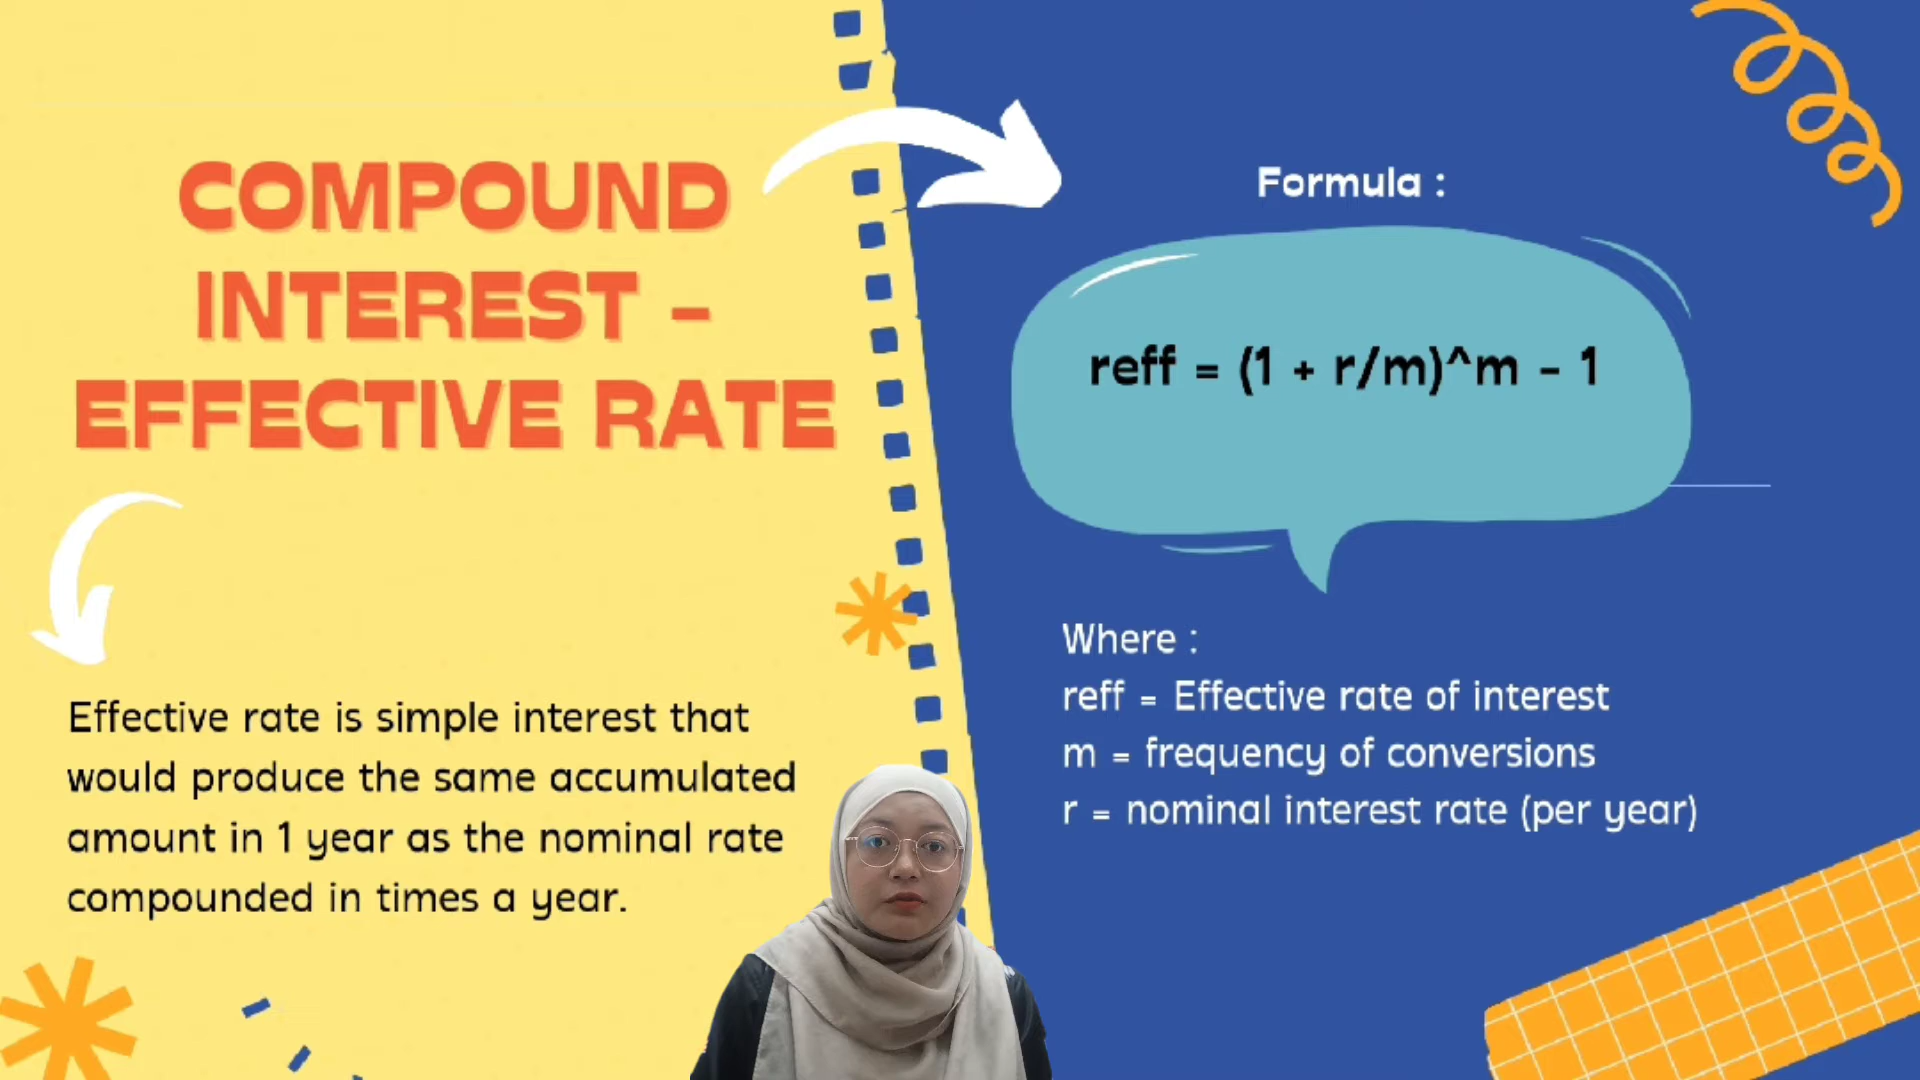 COMPOUND
INTEREST -
EFFECTIVE RATE
Effective rate is simple interest that
would produce the same accumulated
amount in 1 year as the nominal rate
compounded in times a year.
Formula :
reff = (1 + r/m)^m - 1
Where :
reff = Effective rate of interest
m = frequency of conversions
r = nominal interest rate (per year)